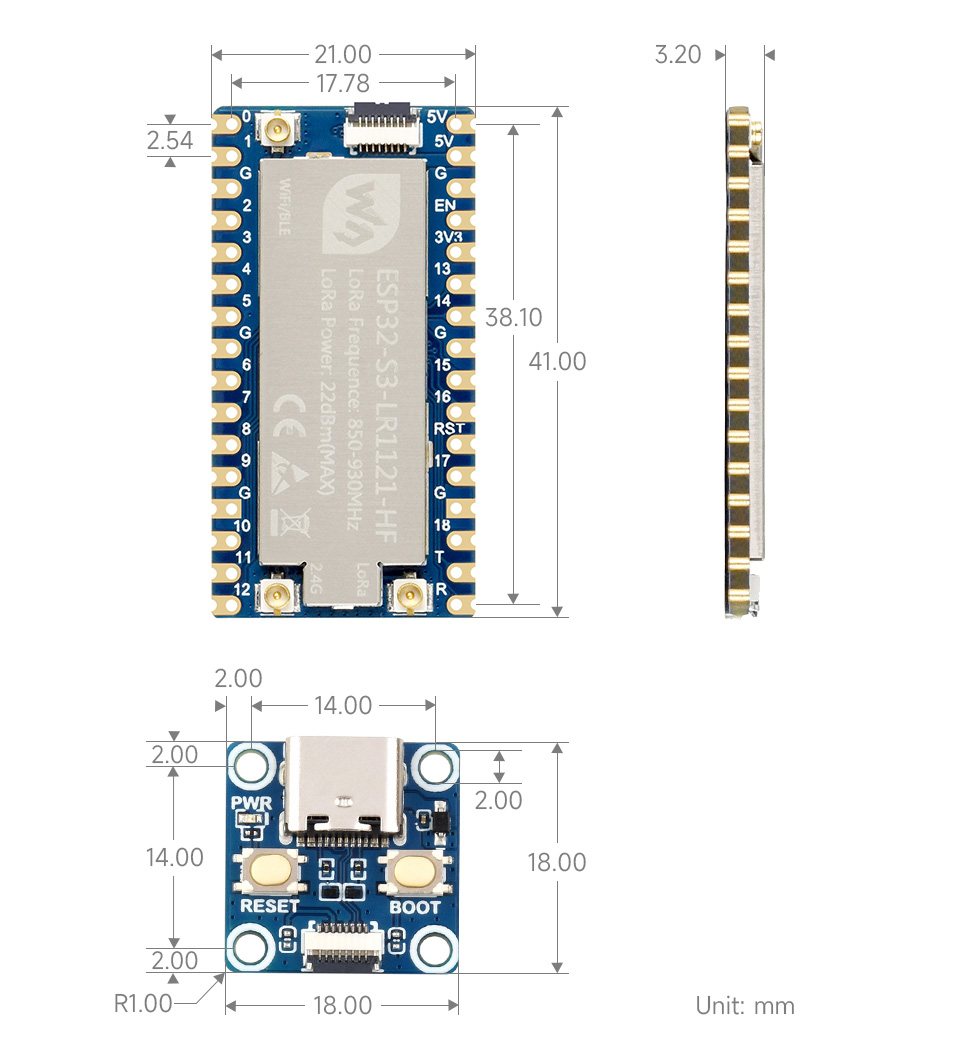 21.00
3.20
17.78
2.54
0
1
G
2
3
4
5
G
6
7
8
9
G
10
11
12
5V
5V
G
EN
3V3
13
14
G
15
16
RST
17
G
18
T
R
WiFi/BLE
ESP32-S3-LR1121-HF
LoRa Frequence: 850-930MHz
LoRa Power: 22dBm(MAX)
CE
2.4G
LoRa
38.10
41.00
2.00
14.00
2.00
2.00
PWR
14.00
18.00
RESET
BOOT
2.00
R1.00
18.00
Unit: mm